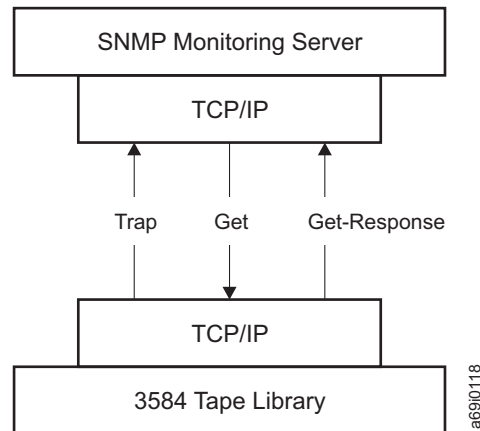 SNMP Monitoring Server
TCP/IP
Trap Get Get-Response
TCP/IP
3584 Tape Library
a69i0118